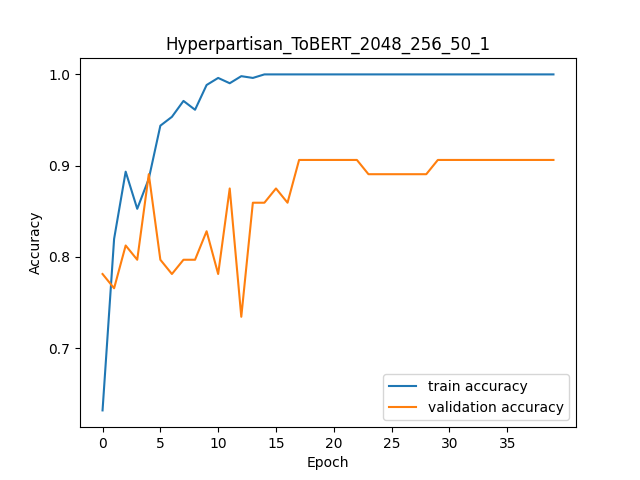 Hyperpartisan_ToBERT_2048_256_50_1
1.0
0.9
0.8
0.7
Accuracy
0 5 10 15 20 25 30 35
Epoch
train accuracy
validation accuracy